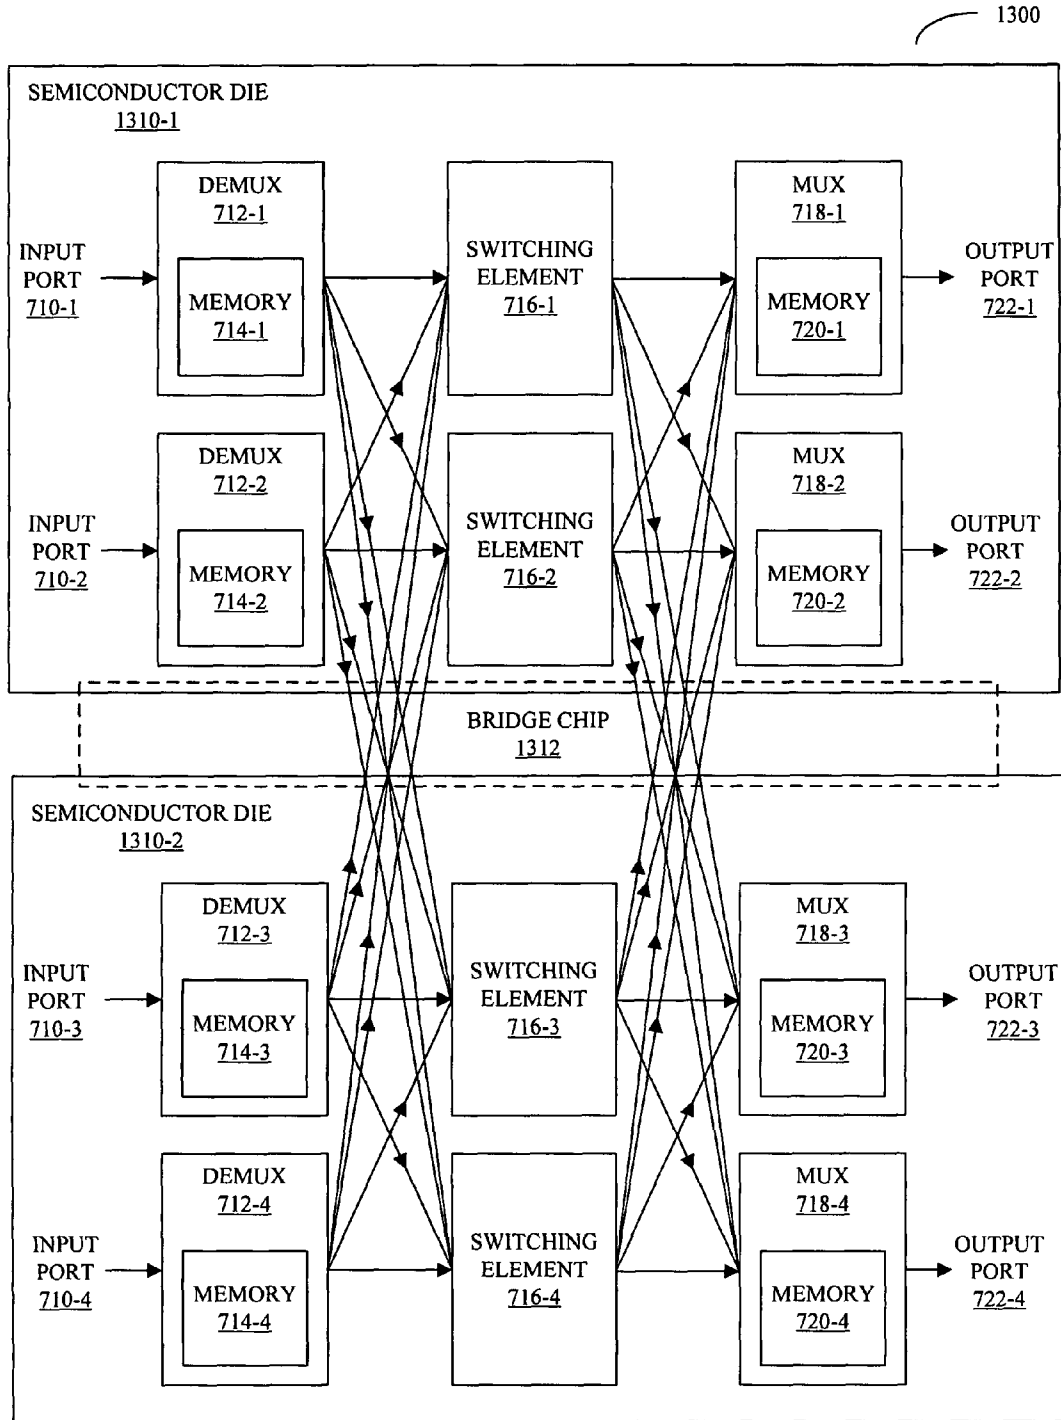 1300
SEMICONDUCTOR DIE
1310-1
DEMUX
712-1
MUX
718-1
INPUT
PORT
710-1
MEMORY
714-1
SWITCHING
ELEMENT
716-1
MEMORY
720-1
OUTPUT
PORT
722-1
DEMUX
712-2
MUX
718-2
INPUT
PORT
710-2
MEMORY
714-2
SWITCHING
ELEMENT
716-2
MEMORY
720-2
OUTPUT
PORT
722-2
BRIDGE CHIP
1312
SEMICONDUCTOR DIE
1310-2
DEMUX
712-3
MUX
718-3
INPUT
PORT
710-3
MEMORY
714-3
SWITCHING
ELEMENT
716-3
MEMORY
720-3
OUTPUT
PORT
722-3
DEMUX
712-4
MUX
718-4
INPUT
PORT
710-4
MEMORY
714-4
SWITCHING
ELEMENT
716-4
MEMORY
720-4
OUTPUT
PORT
722-4